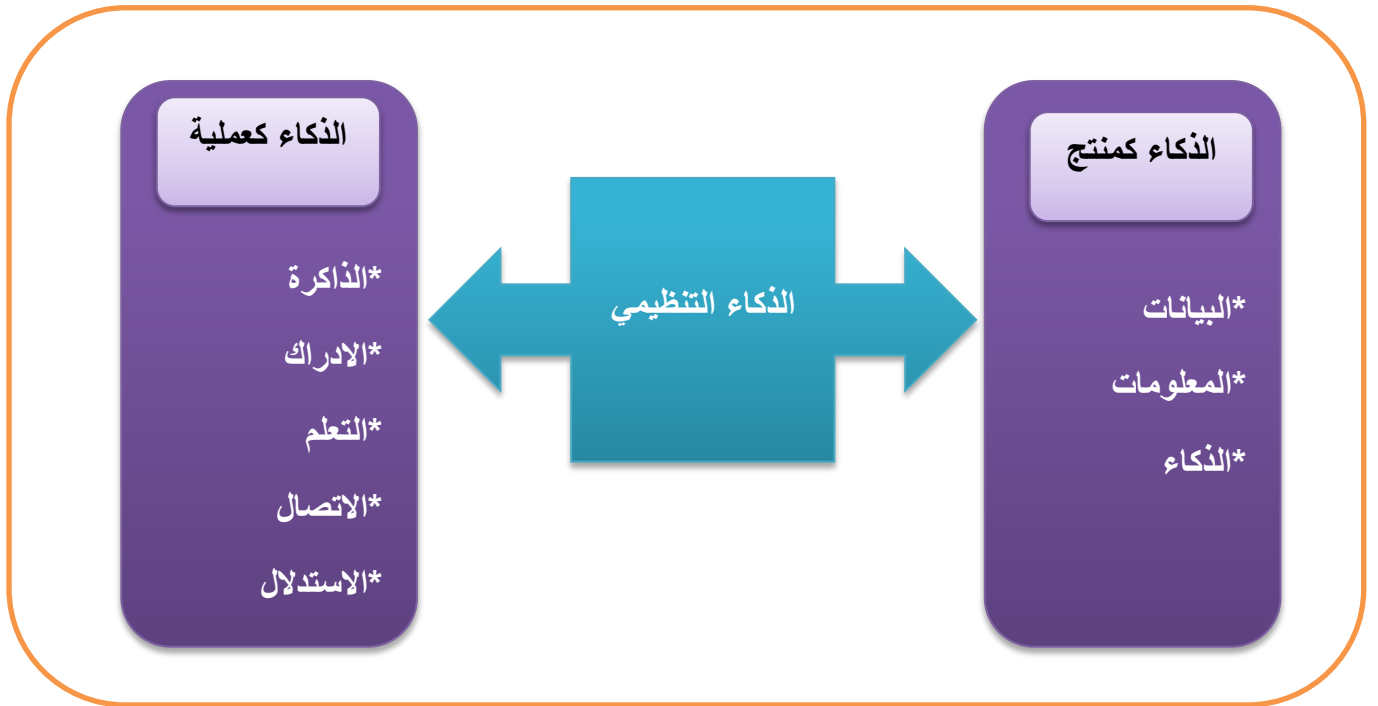 الذكاء كمنتج
*البيانات
*المعلومات
*الذكاء
الذكاء التنظيمي
الذكاء كعملية
*الذاكرة
*الادراك
*التعلم
*الاتصال
*الاستدلال